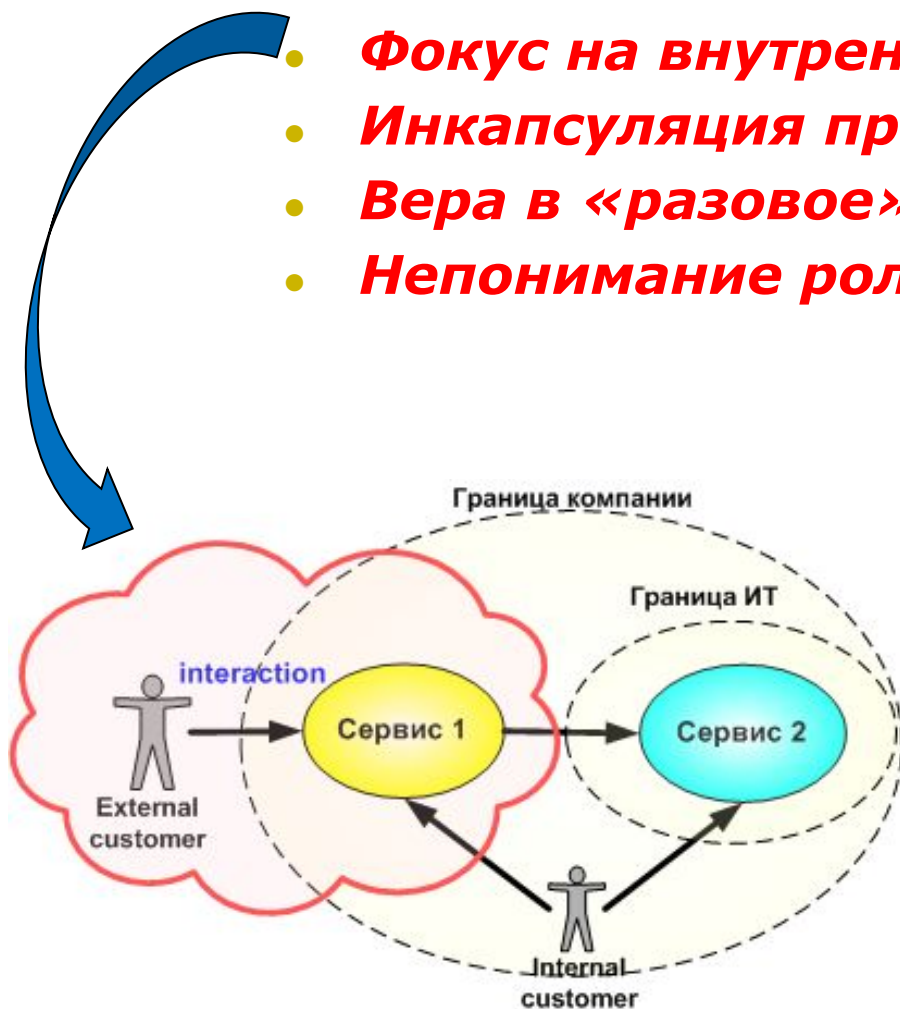 Фокус на внутрен
Инкапсуляция пр
Вера в «разовое»
Непонимание рол
Граница компании
Граница ИТ
interaction
Сервис 1
Сервис 2
External
customer
Internal
customer